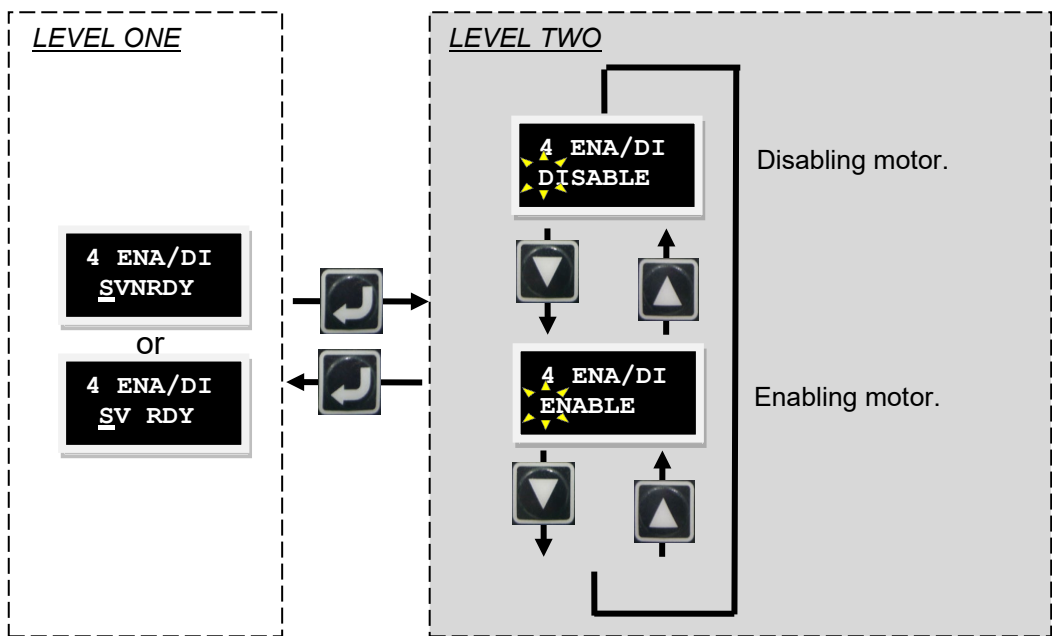 LEVEL ONE
4 ENA/DI
SVNRDY
or
4 ENA/DI
SV RDY
LEVEL TWO
4 ENA/DI
DISABLE
Disabling motor.
4 ENA/DI
ENABLE
Enabling motor.